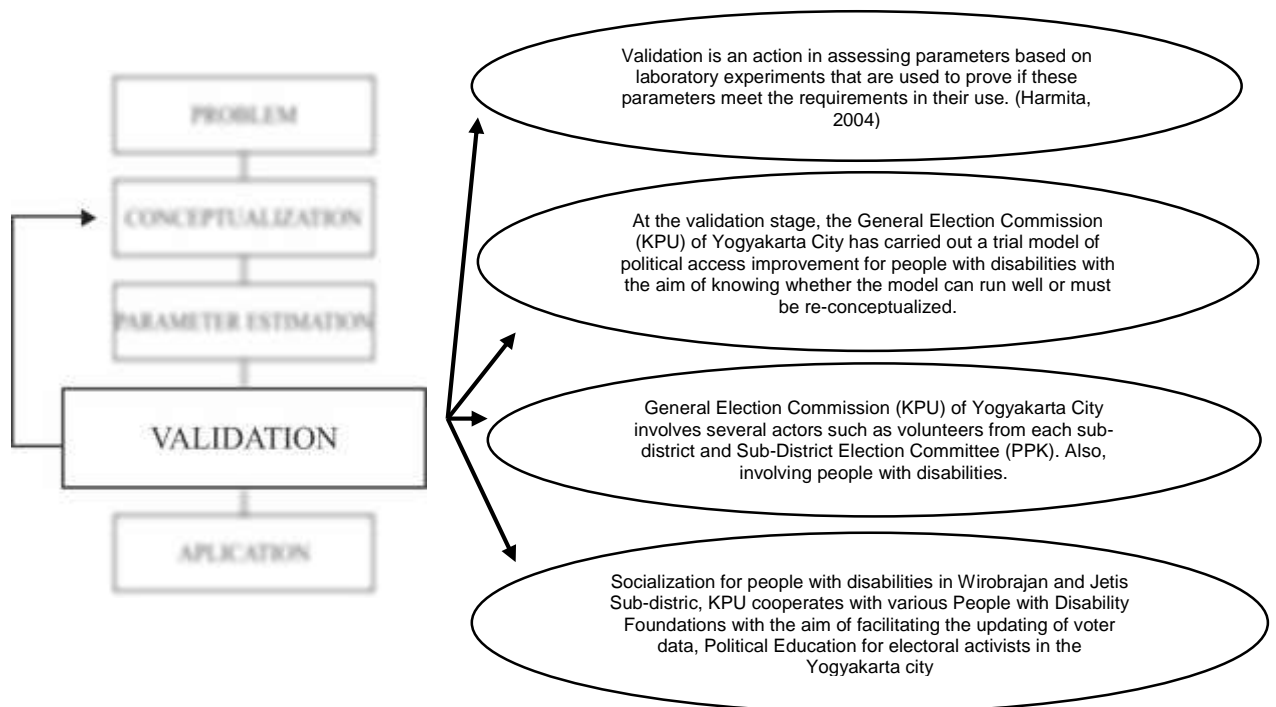 PROBLEM
CONCEPTUALIZATION
PARAMETER ESTIMATION
VALIDATION
APLICATION
Validation is an action in assessing parameters based on
laboratory experiments that are used to prove if these
parameters meet the requirements in their use. (Harmita,
2004)
At the validation stage, the General Election Commission
(KPU) of Yogyakarta City has carried out a trial model of
political access improvement for people with disabilities with
the aim of knowing whether the model can run well or must
be re-conceptualized.
General Election Commission (KPU) of Yogyakarta City
involves several actors such as volunteers from each sub-
district and Sub-District Election Committee (PPK). Also,
involving people with disabilities.
Socialization for people with disabilities in Wirobrajan and Jetis
Sub-distric, KPU cooperates with various People with Disability
Foundations with the aim of facilitating the updating of voter
data, Political Education for electoral activists in the
Yogyakarta city